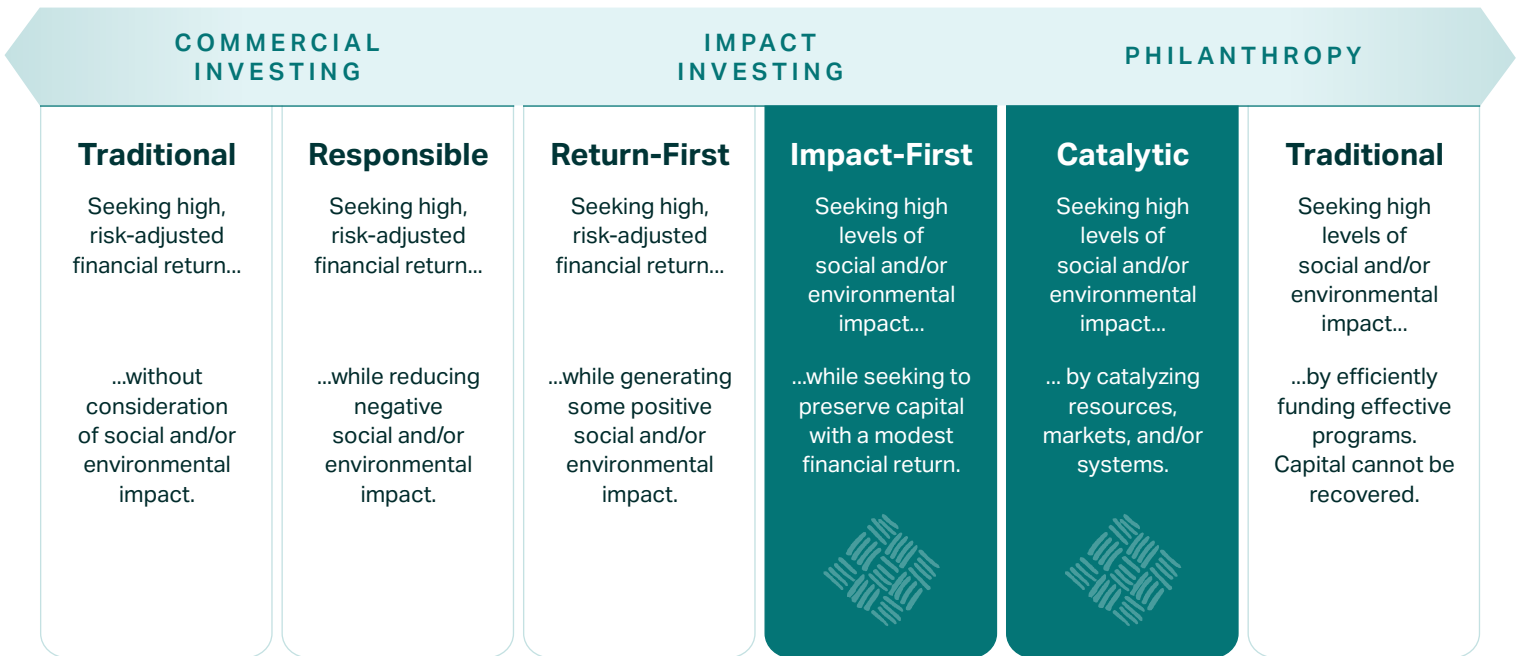 COMMERCIAL
INVESTING
IMPACT
INVESTING
PHILANTHROPY
Traditional
Seeking high,
risk-adjusted
financial return...
...without
consideration
of social and/or
environmental
impact.
Responsible
Seeking high,
risk-adjusted
financial return...
...while reducing
negative
social and/or
environmental
impact.
Return-First
Seeking high,
risk-adjusted
financial return...
...while generating
some positive
social and/or
environmental
impact.
Impact-First
Seeking high
levels of
social and/or
environmental
impact...
...while seeking to
preserve capital
with a modest
financial return.
Catalytic
Seeking high
levels of
social and/or
environmental
impact...
... by catalyzing
resources,
markets, and/or
systems.
Traditional
Seeking high
levels of
social and/or
environmental
impact...
...by efficiently
funding effective
programs.
Capital cannot be
recovered.